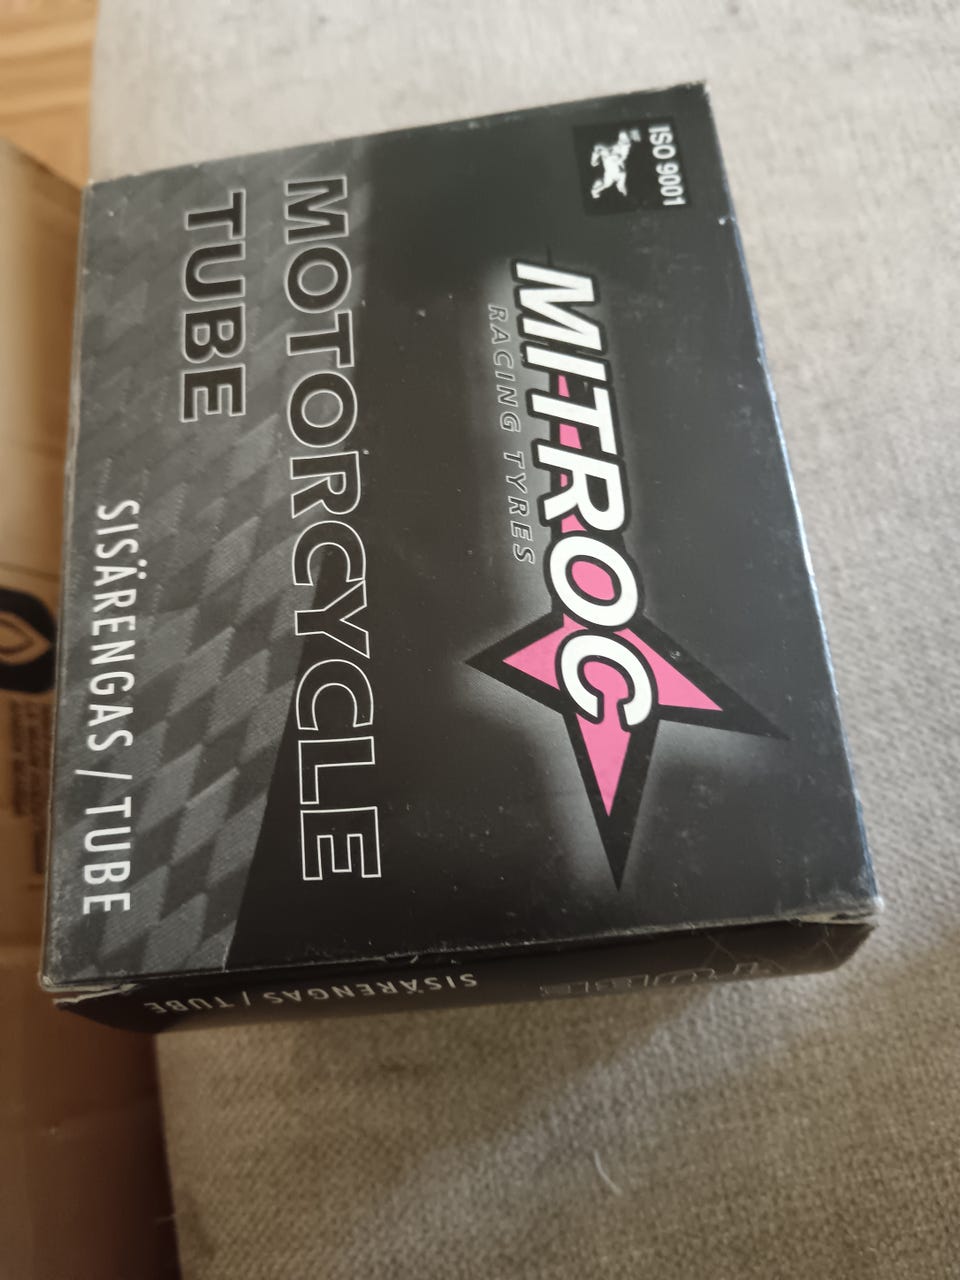 ISO 9001
MITROC
RACING TYRES
MOTORCYCLE
TUBE
SISÄRENGAS / TUBE
TUBE
SISÄRENGAS / TUBE